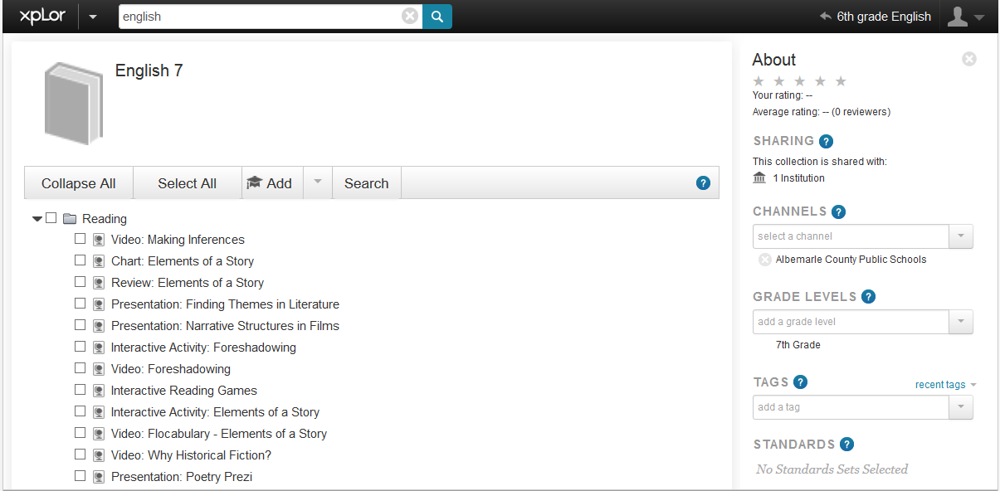 xpLor
english
6th grade English
English 7
Collapse All
Select All
Add
Search
?
Reading
Video: Making Inferences
Chart: Elements of a Story
Review: Elements of a Story
Presentation: Finding Themes in Literature
Presentation: Narrative Structures in Films
Interactive Activity: Foreshadowing
Video: Foreshadowing
Interactive Reading Games
Interactive Activity: Elements of a Story
Video: Flocabulary - Elements of a Story
Video: Why Historical Fiction?
Presentation: Poetry Prezi
About
Your rating: --
Average rating: -- (0 reviewers)
SHARING ?
This collection is shared with:
1 Institution
CHANNELS ?
select a channel
Albemarle County Public Schools
GRADE LEVELS ?
add a grade level
7th Grade
TAGS ? recent tags
add a tag
STANDARDS ?
No Standards Sets Selected